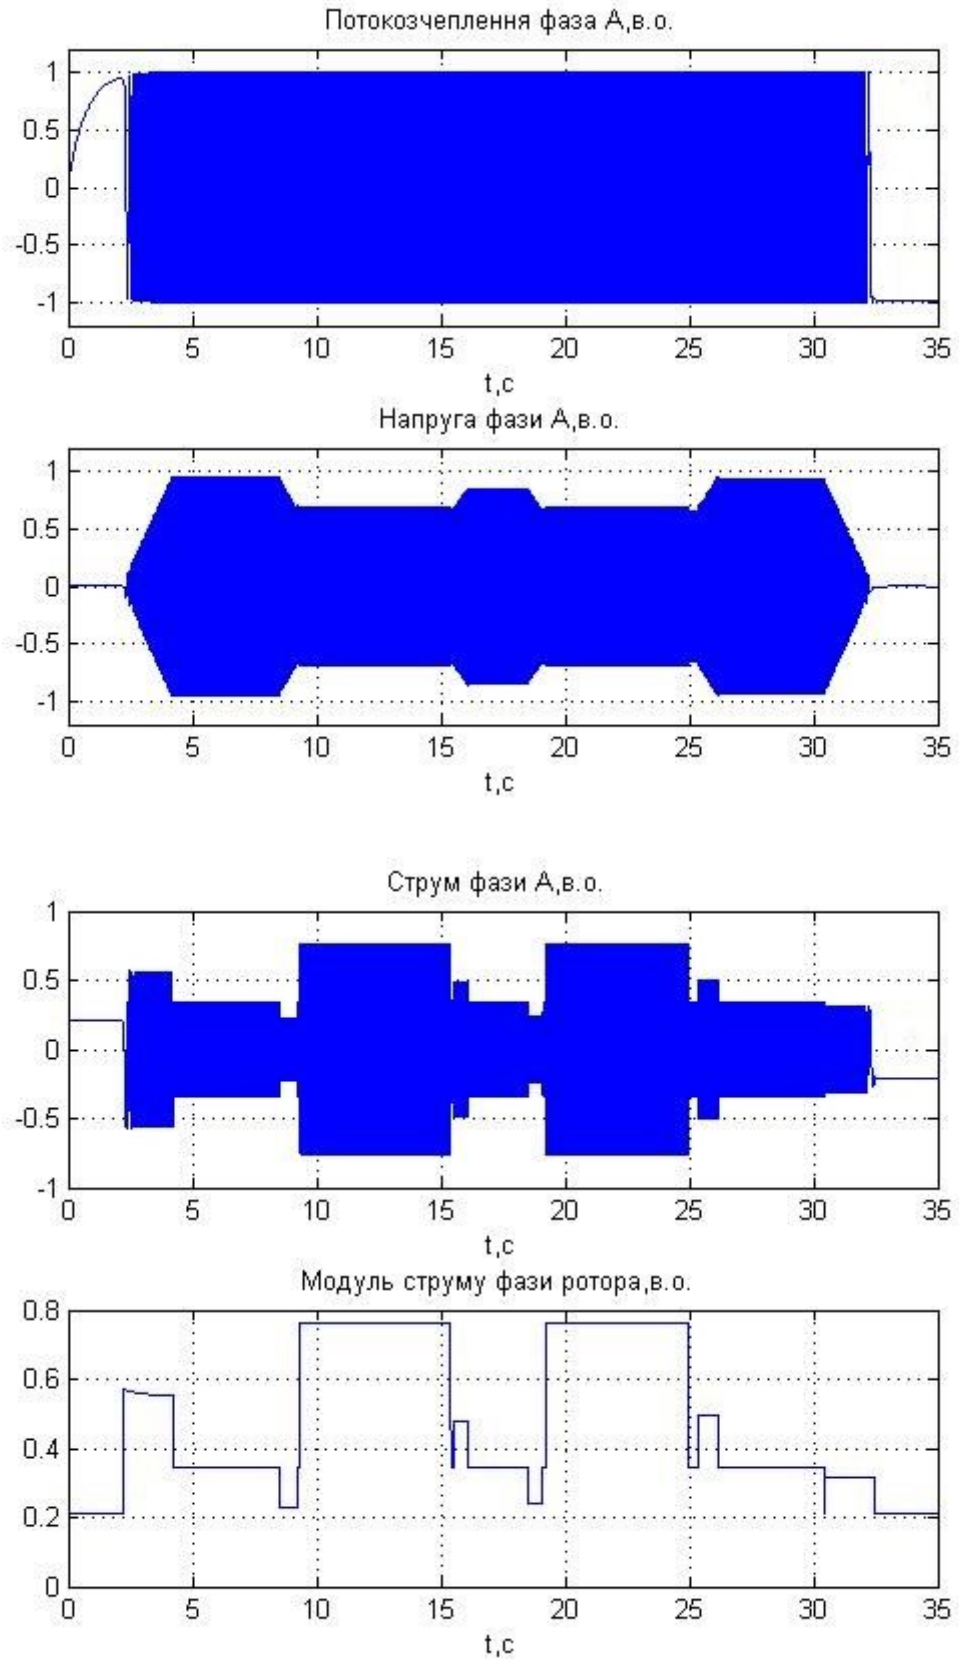 Потокозчеплення фаза А,в.о.
1
0.5
0
-0.5
-1
0 5 10 15 20 25 30 35
t,c
Напруга фази А,в.о.
1
0.5
0
-0.5
-1
0 5 10 15 20 25 30 35
t,c
Струм фази А,в.о.
1
0.5
0
-0.5
-1
0 5 10 15 20 25 30 35
t,c
Модуль струму фази ротора,в.о.
0.8
0.6
0.4
0.2
0
0 5 10 15 20 25 30 35
t,c